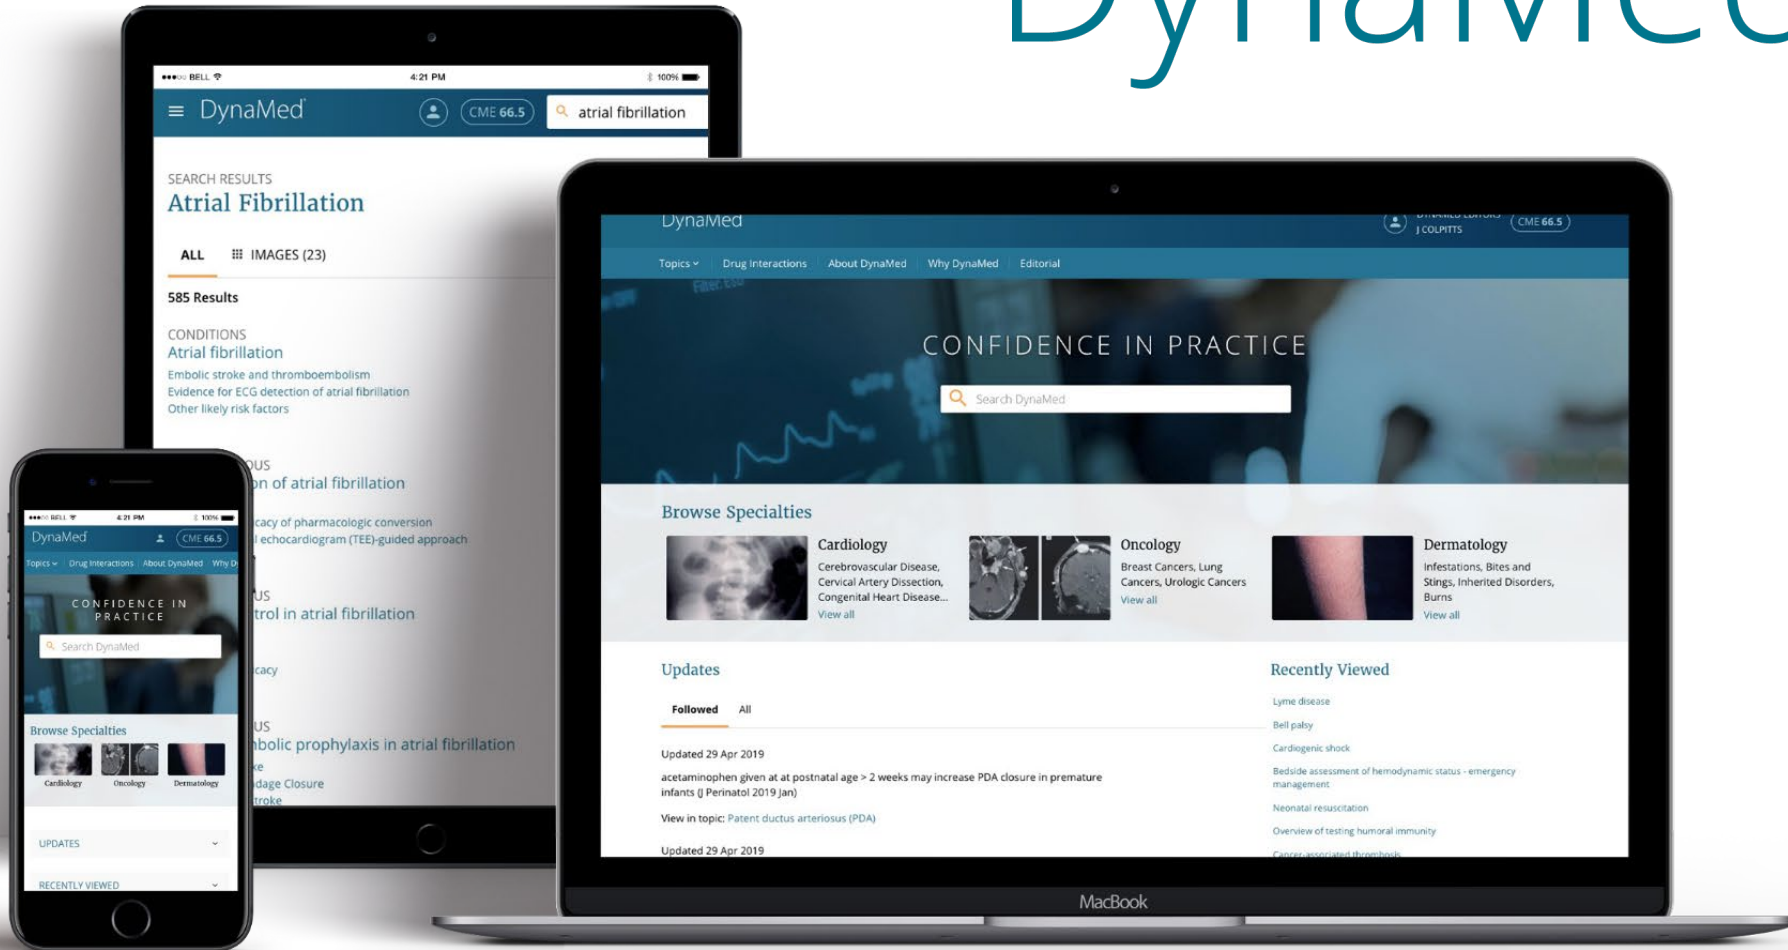 DynaMed
BELL
4:21 PM
100%
DynaMed
CME 66.5
atrial fibrillation
SEARCH RESULTS
Atrial Fibrillation
ALL
IMAGES (23)
585 Results
CONDITIONS
Atrial fibrillation
Embolic stroke and thromboembolism
Evidence for ECG detection of atrial fibrillation
Other likely risk factors
of atrial fibrillation
of pharmacologic conversion
echocardiogram (TEE)-guided approach
in atrial fibrillation
prophylaxis in atrial fibrillation
Closure
BELL
4:21 PM
100%
DynaMed
CME 66.5
Topics
Drug Interactions
About DynaMed
Why
CONFIDENCE IN
PRACTICE
Search DynaMed
Browse Specialties
Cardiology
Oncology
Dermatology
UPDATES
RECENTLY VIEWED
DynaMed
DYNAMED EDITORS
J COLPITTS
CME 66.5
Topics
Drug Interactions
About DynaMed
Why DynaMed
Editorial
CONFIDENCE IN PRACTICE
Search DynaMed
Browse Specialties
Cardiology
Cerebrovascular Disease,
Cervical Artery Dissection,
Congenital Heart Disease...
View all
Oncology
Breast Cancers, Lung
Cancers, Urologic Cancers
View all
Dermatology
Infestations, Bites and
Stings, Inherited Disorders,
Burns
View all
Updates
Followed
All
Updated 29 Apr 2019
acetaminophen given at at postnatal age > 2 weeks may increase PDA closure in premature
infants (J Perinatol 2019 Jan)
View in topic: Patent ductus arteriosus (PDA)
Updated 29 Apr 2019
Recently Viewed
Lyme disease
Bell palsy
Cardiogenic shock
Bedside assessment of hemodynamic status - emergency
management
Neonatal resuscitation
Overview of testing humoral immunity
Cancer-associated thrombosis
MacBook